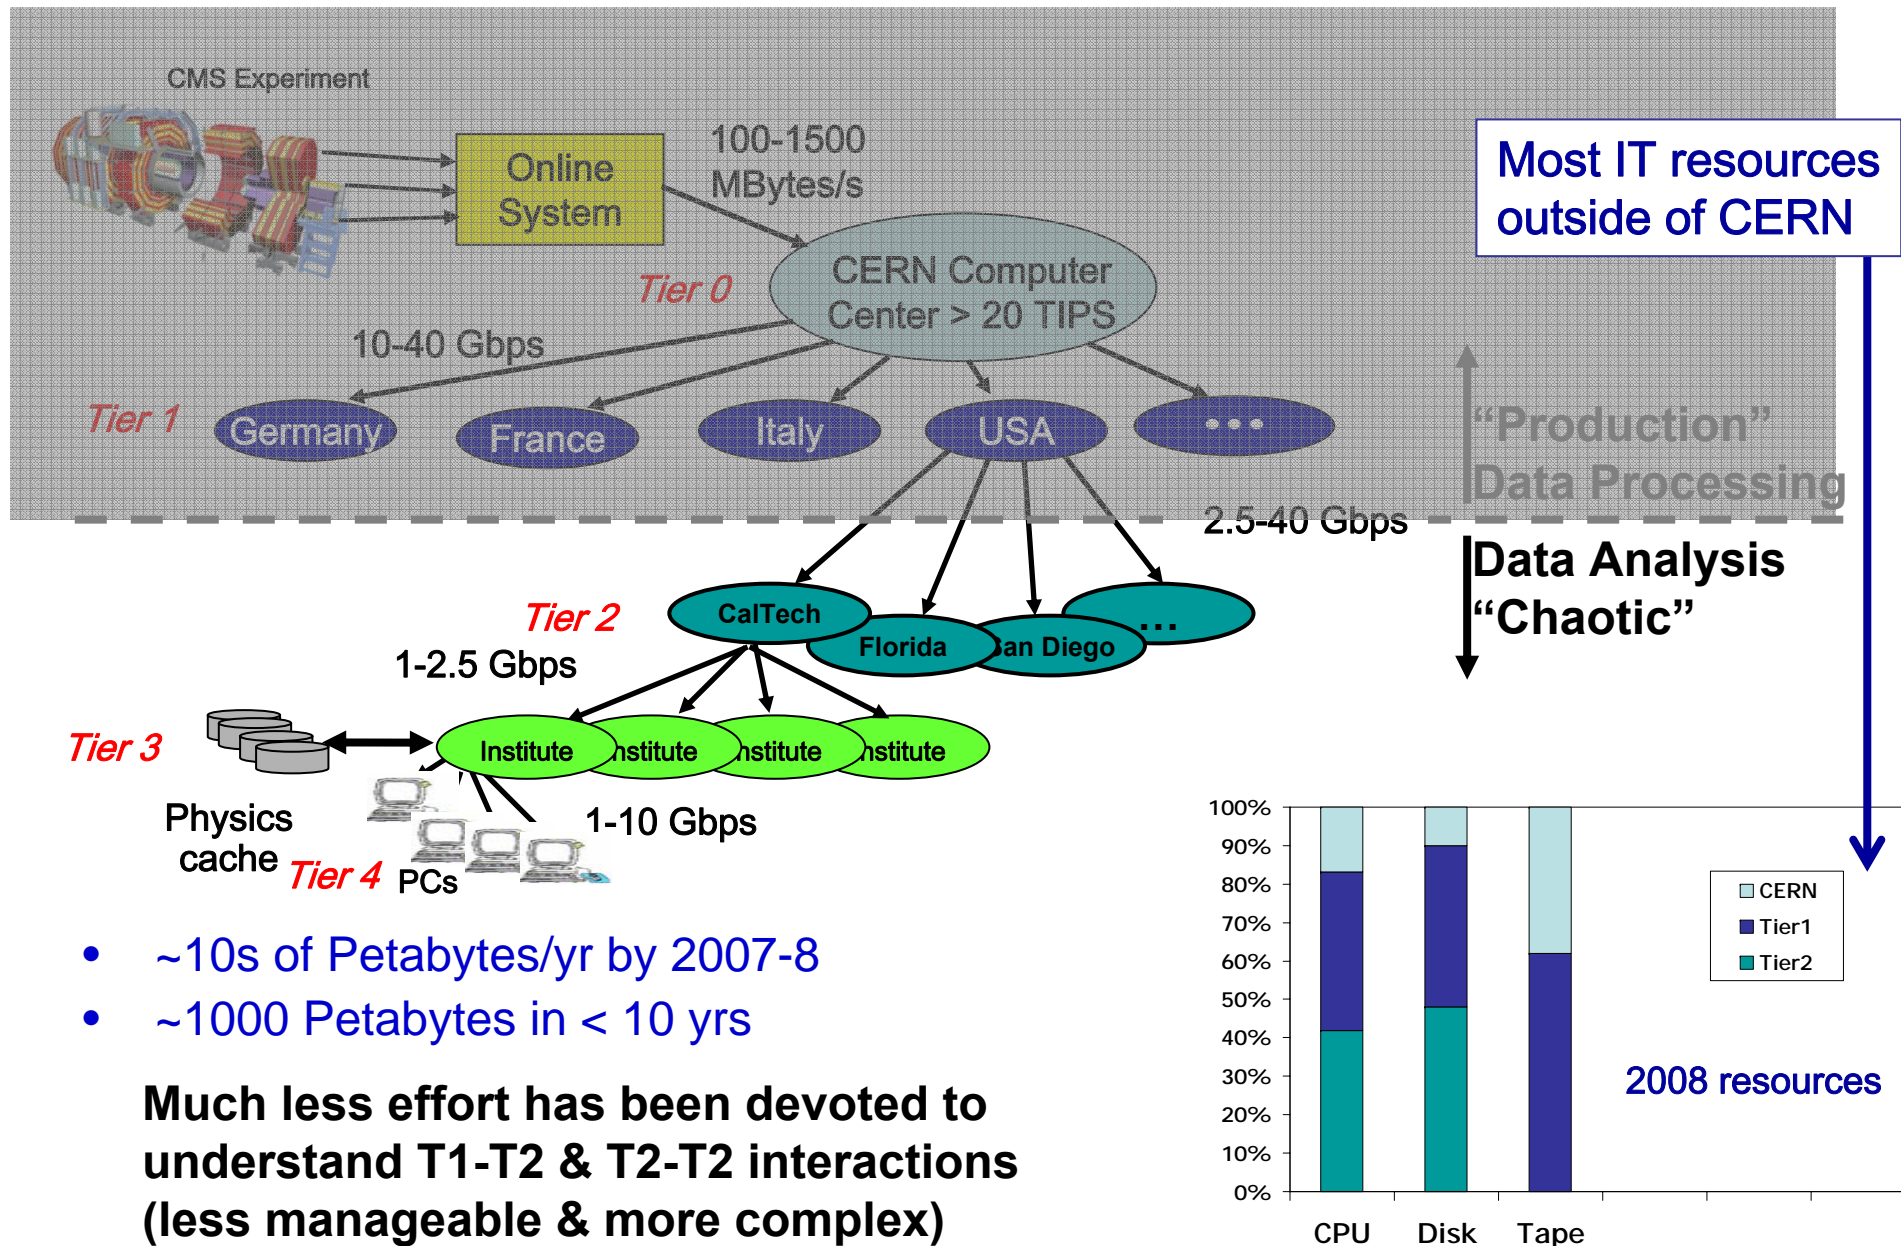 CMS Experiment
Online
System
100-1500
MBytes/s
Most IT resources
outside of CERN
Tier 0
CERN Computer
Center > 20 TIPS
10-40 Gbps
Tier 1
Germany
France
Italy
USA
...
“Production”
Data Processing
2.5-40 Gbps
Data Analysis
“Chaotic”
Tier 2
CalTech
Florida
San Diego
...
1-2.5 Gbps
Tier 3
Institute
nstitute
nstitute
nstitute
Physics
cache
1-10 Gbps
Tier 4
PCs
• ~10s of Petabytes/yr by 2007-8
• ~1000 Petabytes in < 10 yrs
Much less effort has been devoted to
understand T1-T2 & T2-T2 interactions
(less manageable & more complex)
100%
90%
80%
70%
60%
50%
40%
30%
20%
10%
0%
CPU Disk Tape
CERN
Tier1
Tier2
2008 resources